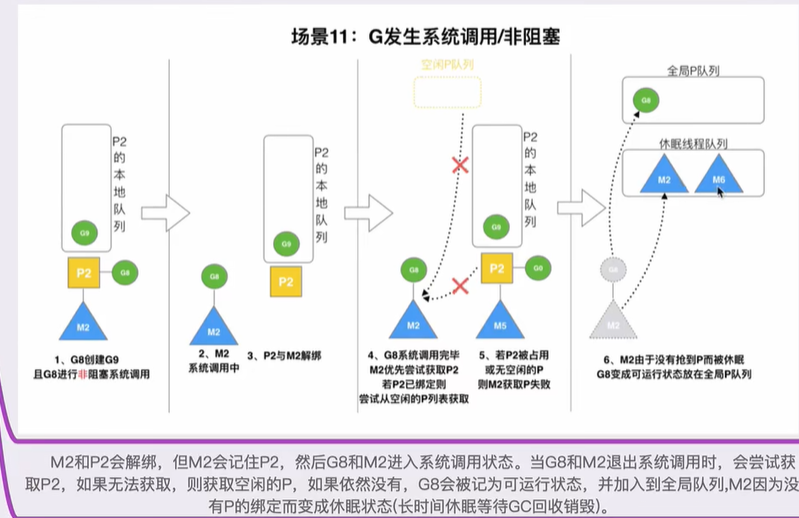 场景11：G发生系统调用/非阻塞
P2的本地队列
G9
P2
G8
M2
1、G8创建G9
且G8进行非阻塞系统调用
G8
M2
2、M2
系统调用中
P2的本地队列
G9
P2
3、P2与M2解绑
空闲P队列
G8
M2
4、G8系统调用完毕
M2优先尝试获取P2
若P2已绑定则
尝试从空闲的P列表获取
P2的本地队列
G9
P2
G9
M5
5、若P2被占用
或无空闲的P
则M2获取P失败
全局P队列
G8
休眠线程队列
M2
M6
G8
M2
6、M2由于没有抢到P而被休眠
G8变成可运行状态放在全局P队列
M2和P2会解绑，但M2会记住P2，然后G8和M2进入系统调用状态。当G8和M2退出系统调用时，会尝试获
取P2，如果无法获取，则获取空闲的P，如果依然没有，G8会被记为可运行状态，并加入到全局队列,M2因为没
有P的绑定而变成休眠状态(长时间休眠等待GC回收销毁)。